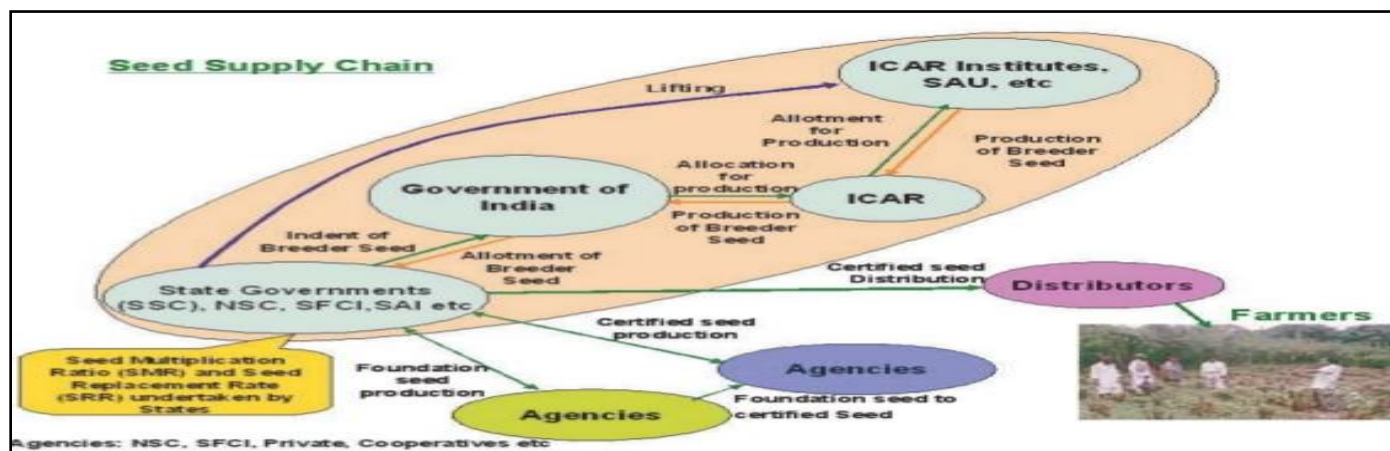 Seed Supply Chain
ICAR Institutes,
SAU, etc
Lifting
Allotment
for
Production
Production
of Breeder
Seed
Government of
India
Allocation
for
production
ICAR
Production
of Breeder
Seed
Indent of
Breeder Seed
Allotment of
Breeder
Seed
State Governments
(SSC), NSC, SFCI,SAI etc
Certified seed
Distribution
Distributors
Farmers
Certified seed
production
Seed Multiplication
Ratio (SMR) and Seed
Replacement Rate
(SRR) undertaken by
States
Foundation
seed
production
Agencies
Agencies
Foundation seed to
certified Seed
Agencies: NSC, SFCI, Private, Cooperatives etc